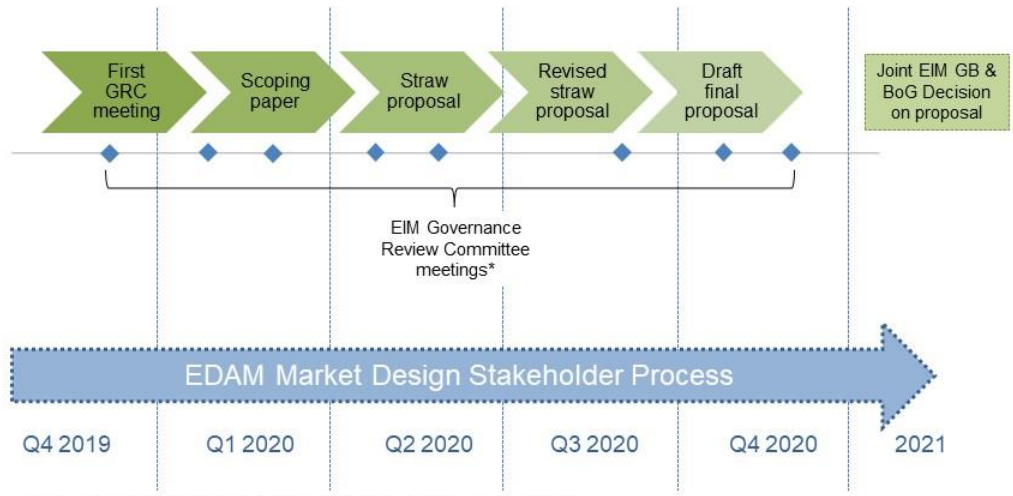 First
GRC
meeting
Scoping
paper
Straw
proposal
Revised
straw
proposal
Draft
final
proposal
Joint EIM GB &
BoG Decision
on proposal
EIM Governance
Review Committee
meetings*
EDAM Market Design Stakeholder Process
Q4 2019
Q1 2020
Q2 2020
Q3 2020
Q4 2020
2021